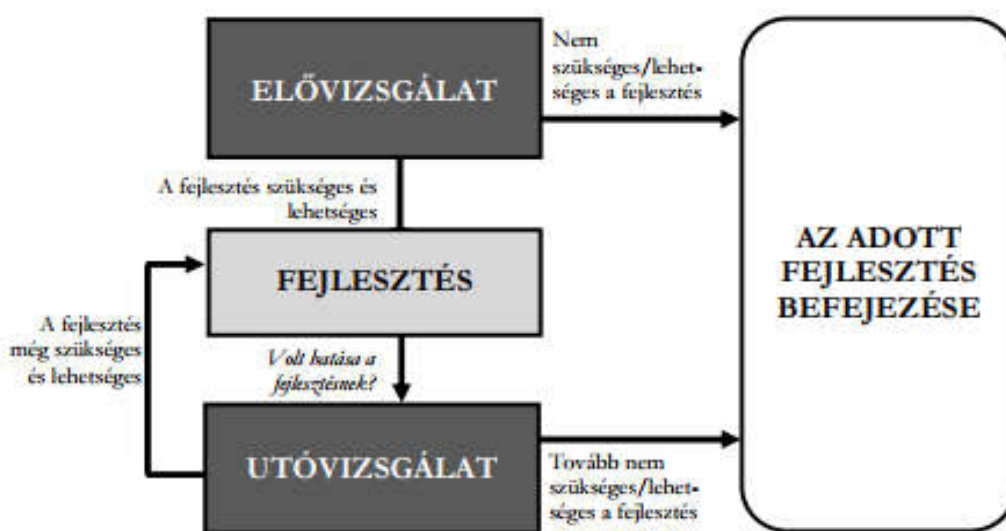 ELŐVIZSGÁLAT
Nem
szükséges/lehet-
séges a fejlesztés
A fejlesztés szükséges és
lehetséges
FEJLESZTÉS
AZ ADOTT
FEJLESZTÉS
BEFEJEZÉSE
A fejlesztés
még szükséges
és lehetséges
Volt hatása a
fejlesztésnek?
UTÓVIZSGÁLAT
Tovább nem
szükséges/lehet-
séges a fejlesztés